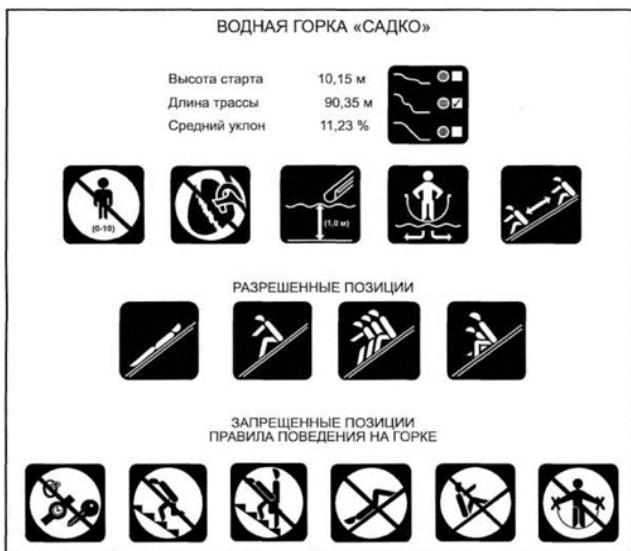 ВОДНАЯ ГОРКА «САДКО»
Высота старта 10,15 м
Длина трассы 90,35 м
Средний уклон 11,23 %
(0-10)
(1,0 м)
РАЗРЕШЕННЫЕ ПОЗИЦИИ
ЗАПРЕЩЕННЫЕ ПОЗИЦИИ
ПРАВИЛА ПОВЕДЕНИЯ НА ГОРКЕ